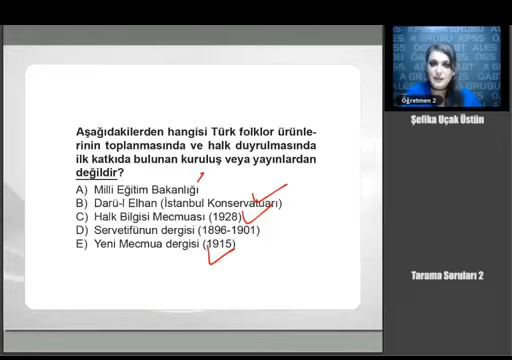 Aşağıdakilerden hangisi Türk folklor ürünle-
rinin toplanmasında ve halk duyrulmasında
ilk katkıda bulunan kuruluş veya yayınlardan
değildir?
A) Milli Eğitim Bakanlığı
B) Darü-l Elhan (İstanbul Konservatuarı)
C) Halk Bilgisi Mecmuası (1928)
D) Servetifünun dergisi (1896-1901)
E) Yeni Mecmua dergisi (1915)
Öğretmen 2
Şefika Uçak Üstün
Tarama Soruları 2